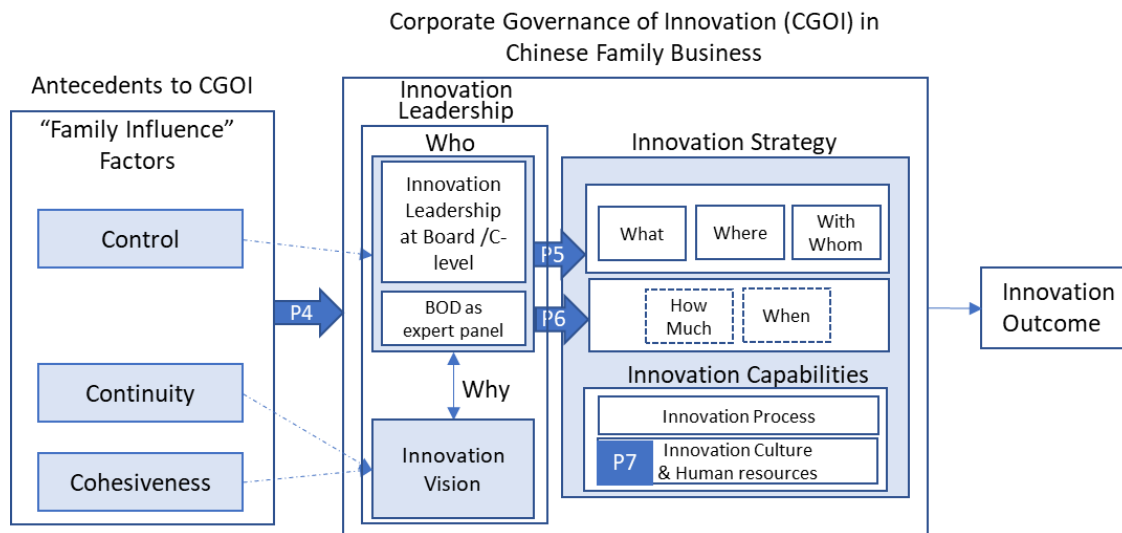 Corporate Governance of Innovation (CGOI) in
Chinese Family Business
Antecedents to CGOI
“Family Influence”
Factors
Control
Continuity
Cohesiveness
P4
Innovation
Leadership
Who
Innovation
Leadership
at Board /C-
level
BOD as
expert panel
Why
Innovation
Vision
P5
P6
Innovation Strategy
What
Where
With
Whom
How
Much
When
Innovation Capabilities
Innovation Process
P7
Innovation Culture
& Human resources
Innovation
Outcome